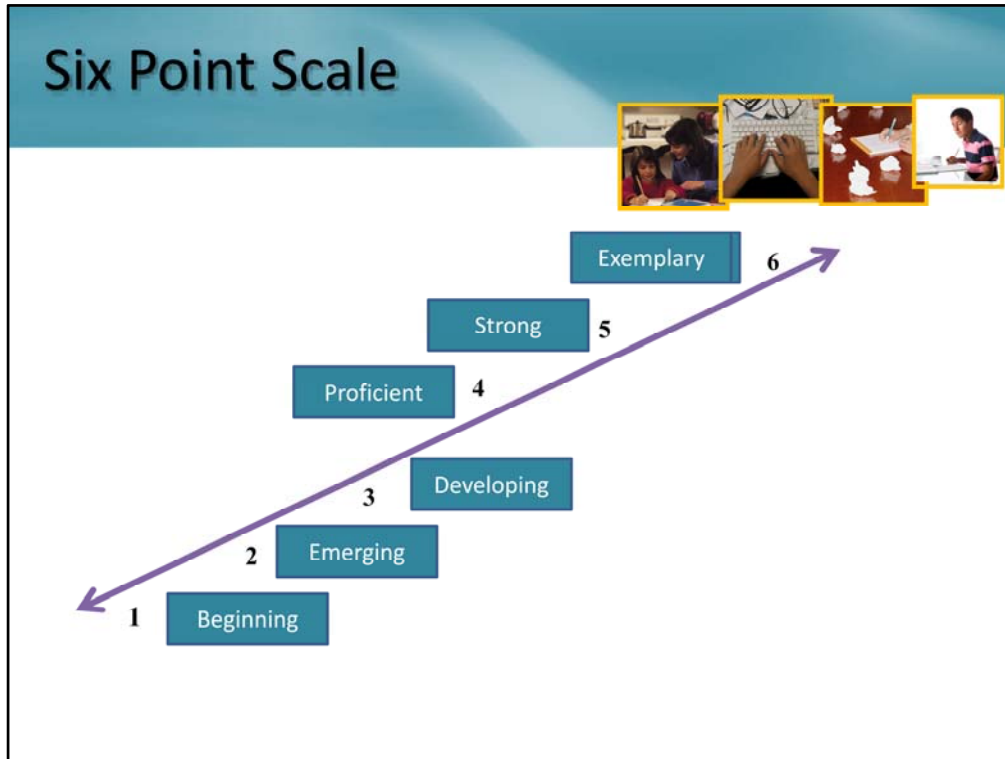 Six Point Scale
Exemplary 6
Strong 5
Proficient 4
3 Developing
2 Emerging
1 Beginning